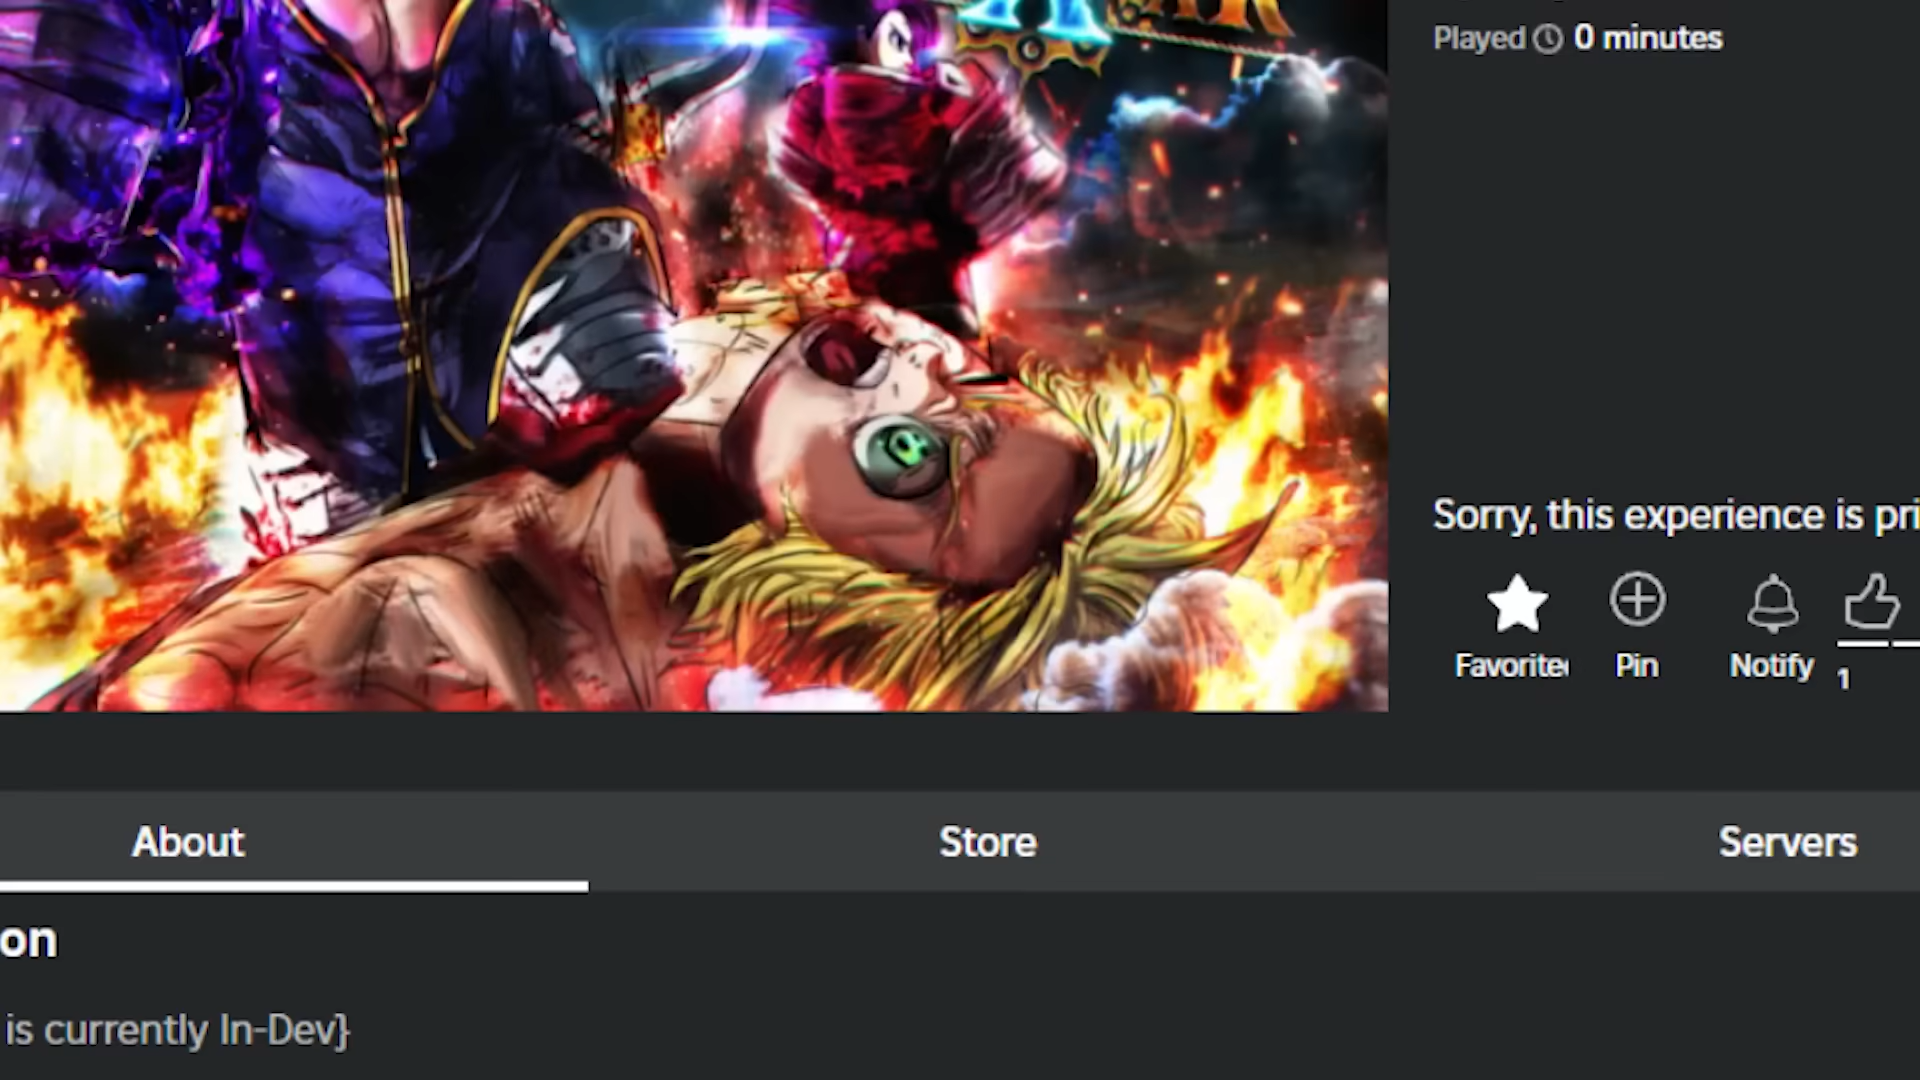 Played 0 minutes
Sorry, this experience is pri
Favorite
Pin
Notify
1
About
Store
Servers
on
is currently In-Dev}